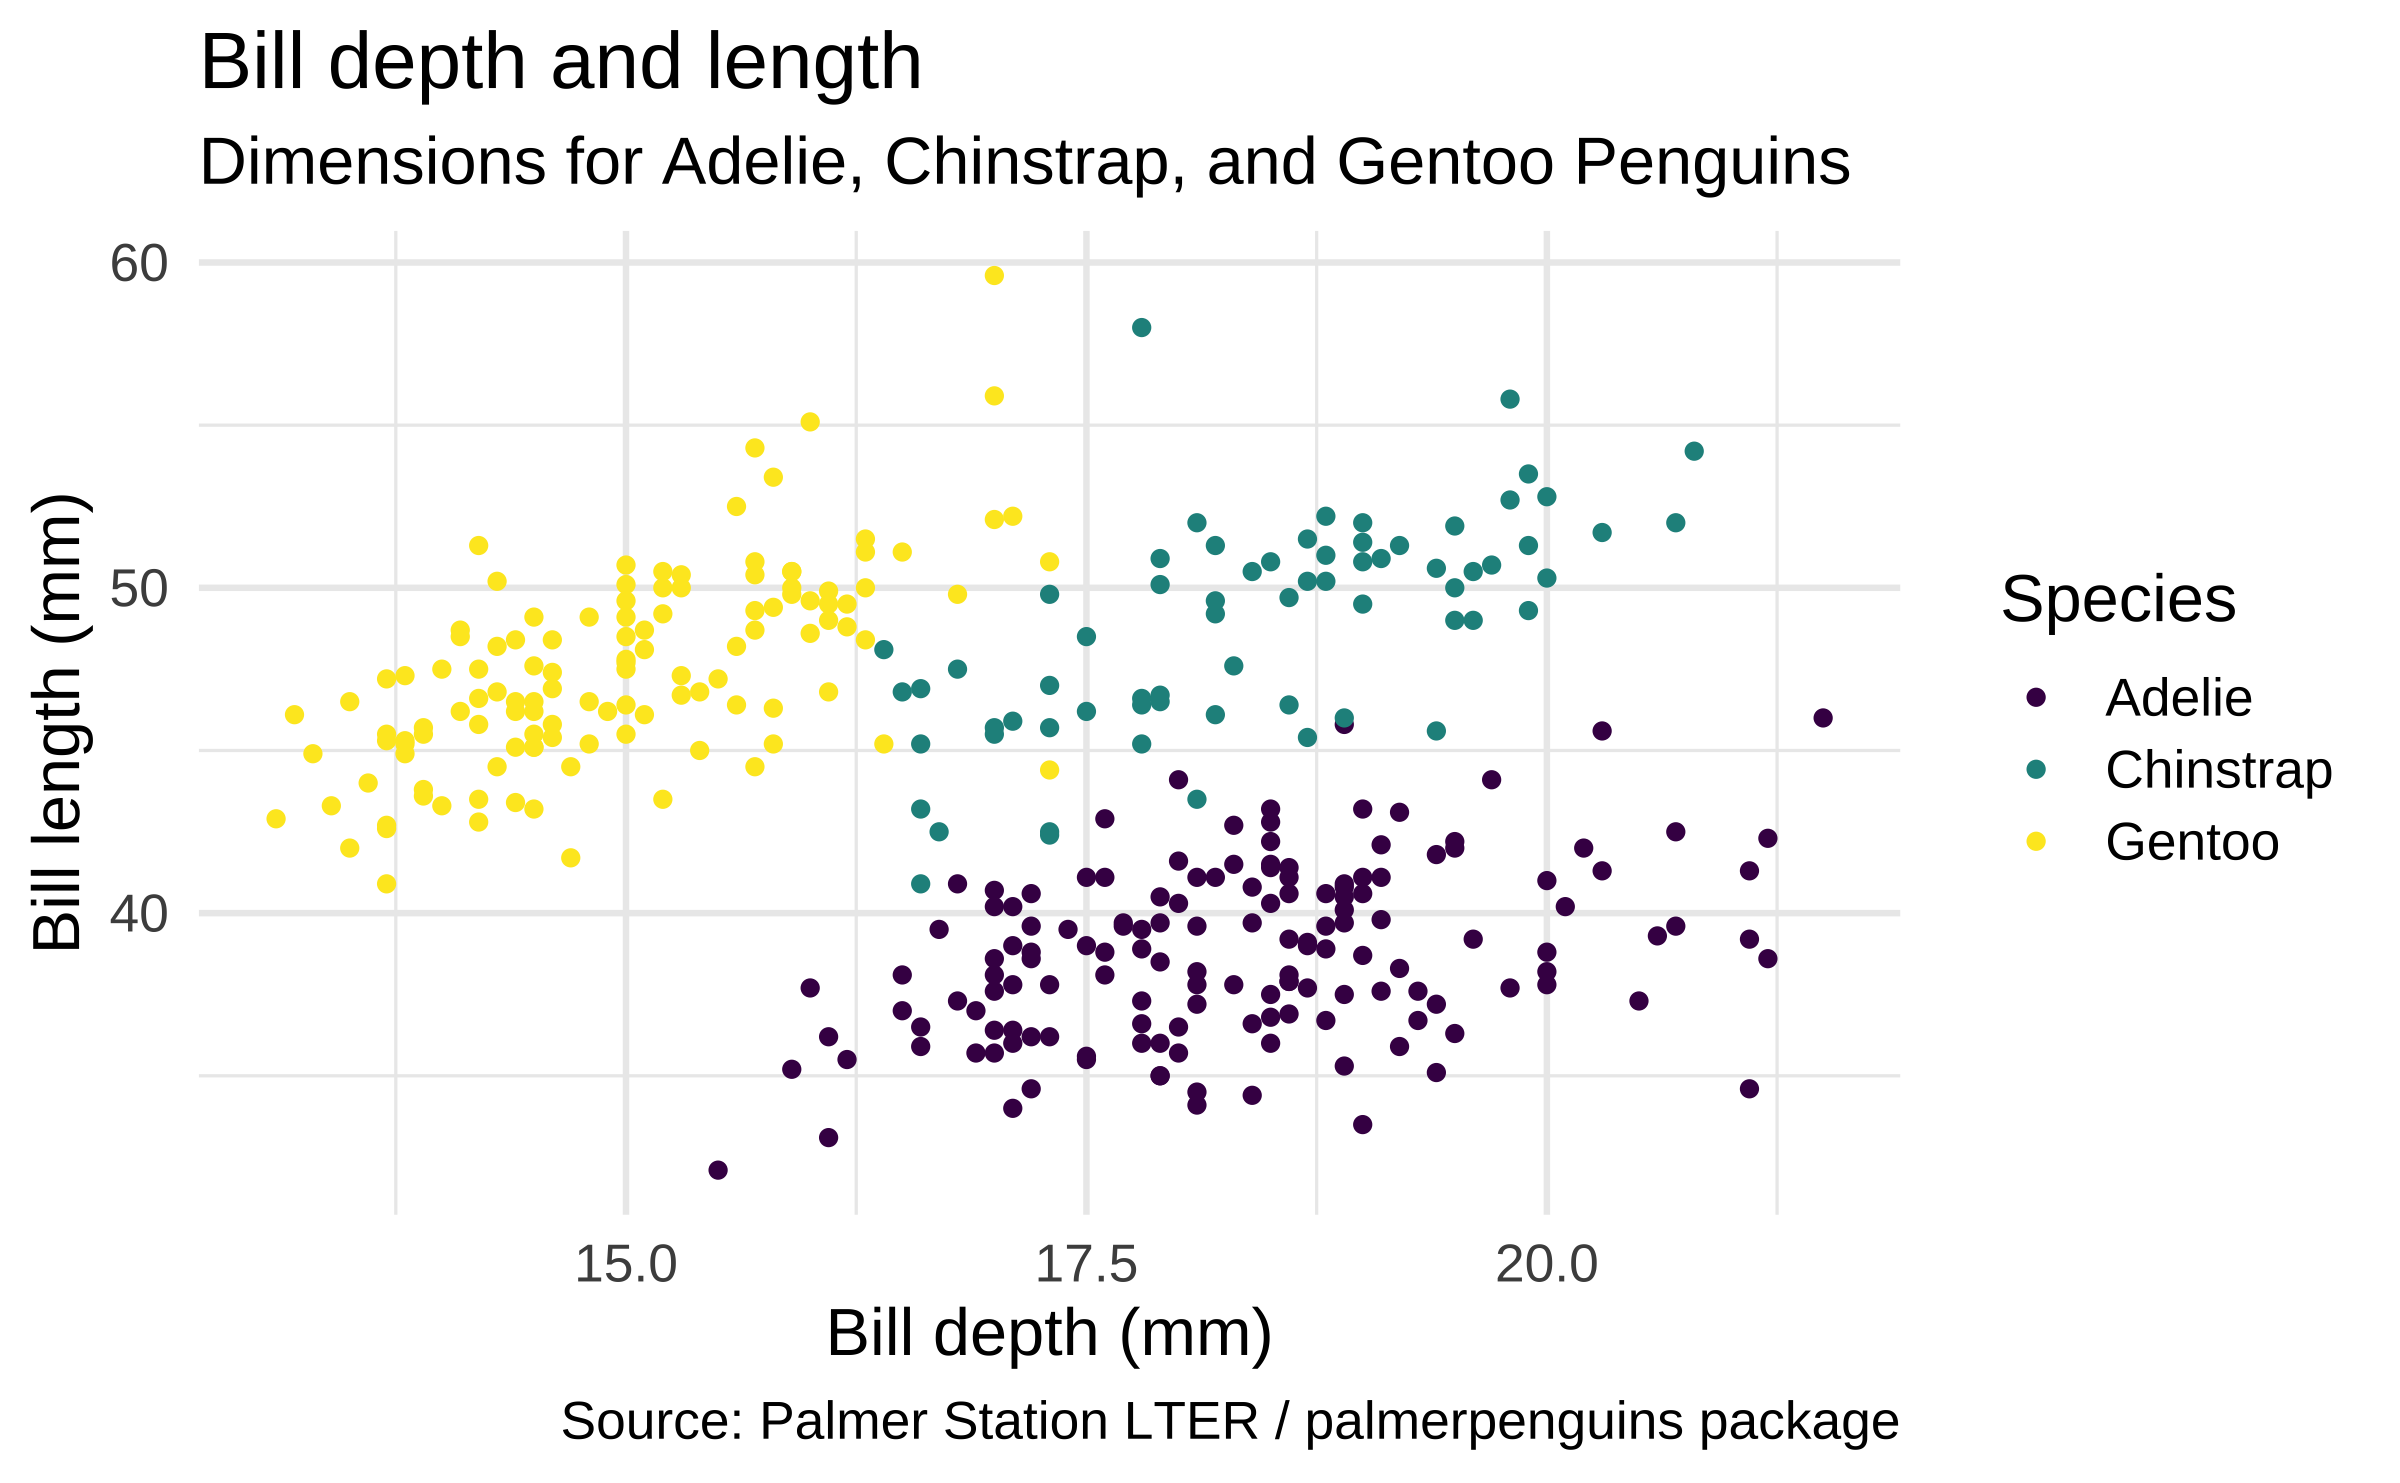 Bill depth and length
Dimensions for Adelie, Chinstrap, and Gentoo Penguins
60
50
40
Bill length (mm)
15.0 17.5 20.0
Bill depth (mm)
Species
Adelie
Chinstrap
Gentoo
Source: Palmer Station LTER / palmerpenguins package